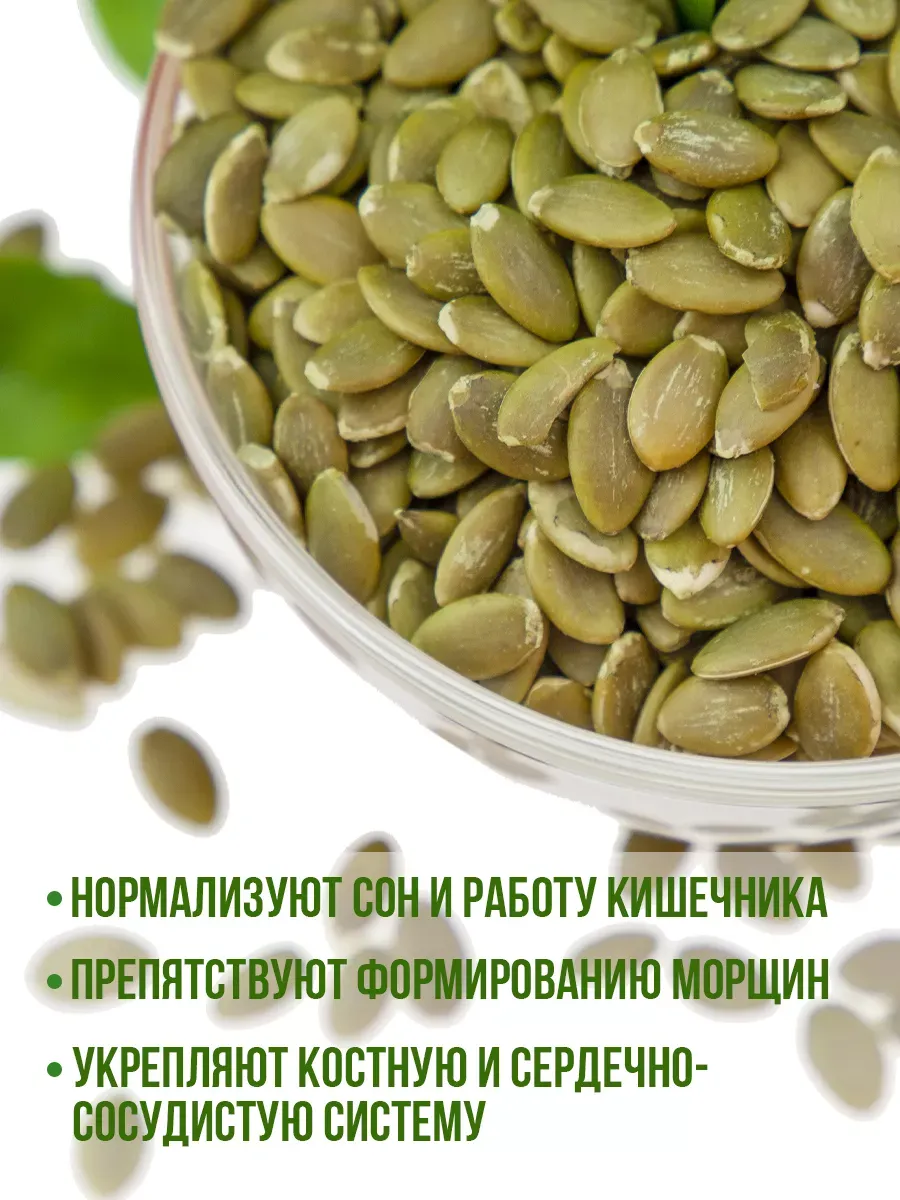 • НОРМАЛИЗУЮТ СОН И РАБОТУ КИШЕЧНИКА
• ПРЕПЯТСТВУЮТ ФОРМИРОВАНИЮ МОРЩИН
• УКРЕПЛЯЮТ КОСТНУЮ И СЕРДЕЧНО-
СОСУДИСТУЮ СИСТЕМУ